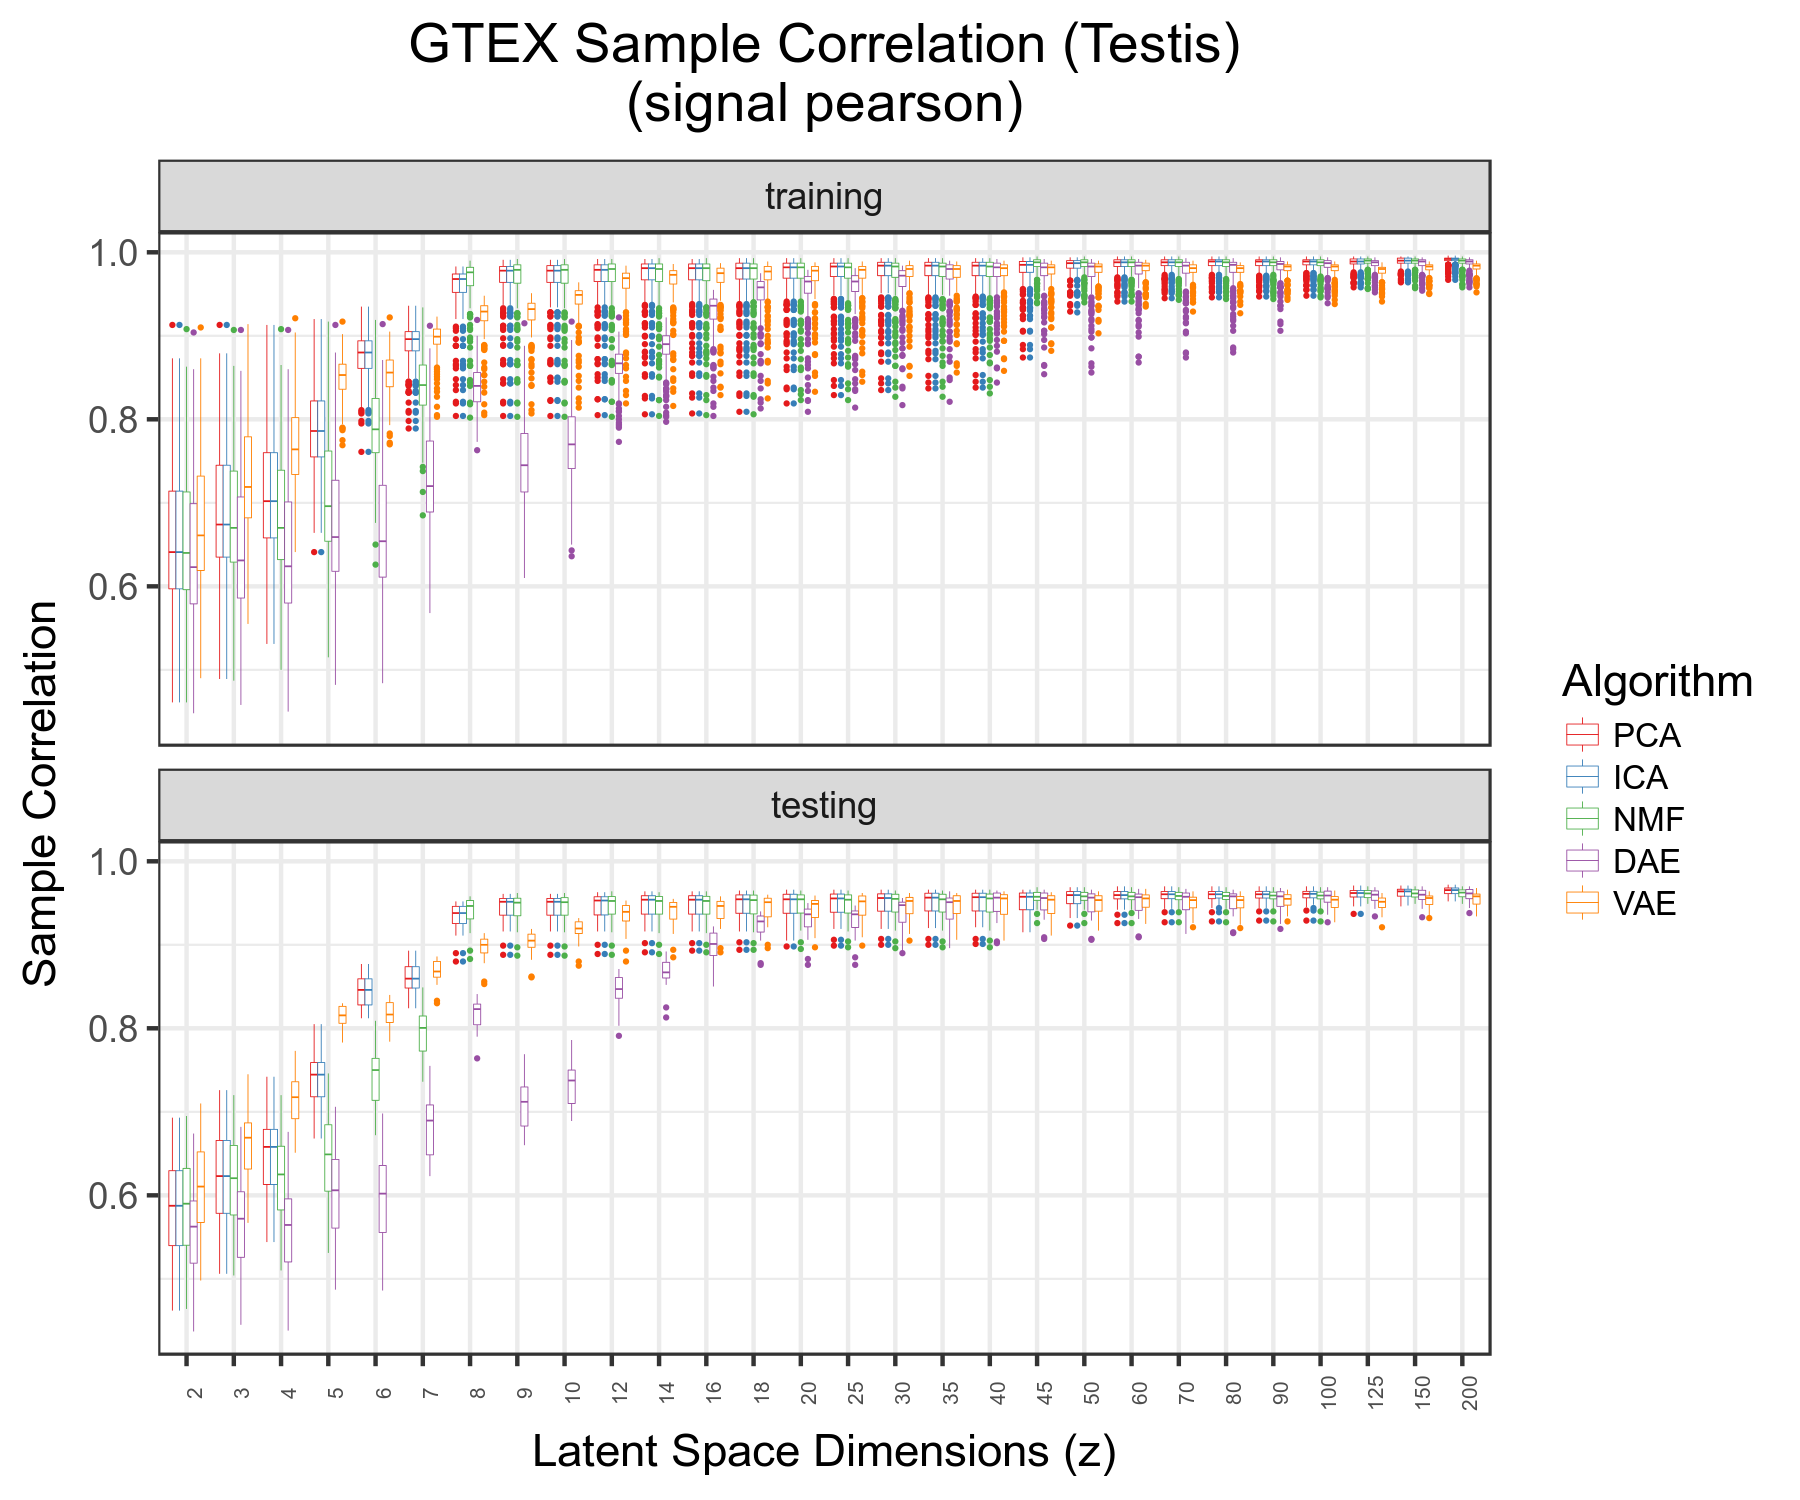 GTEX Sample Correlation (Testis)
(signal pearson)
training
1.0
0.8
0.6
testing
1.0
0.8
0.6
Sample Correlation
2
3
4
5
6
7
8
9
10
12
14
16
18
20
25
30
35
40
45
50
60
70
80
90
100
125
150
200
Latent Space Dimensions (z)
Algorithm
PCA
ICA
NMF
DAE
VAE